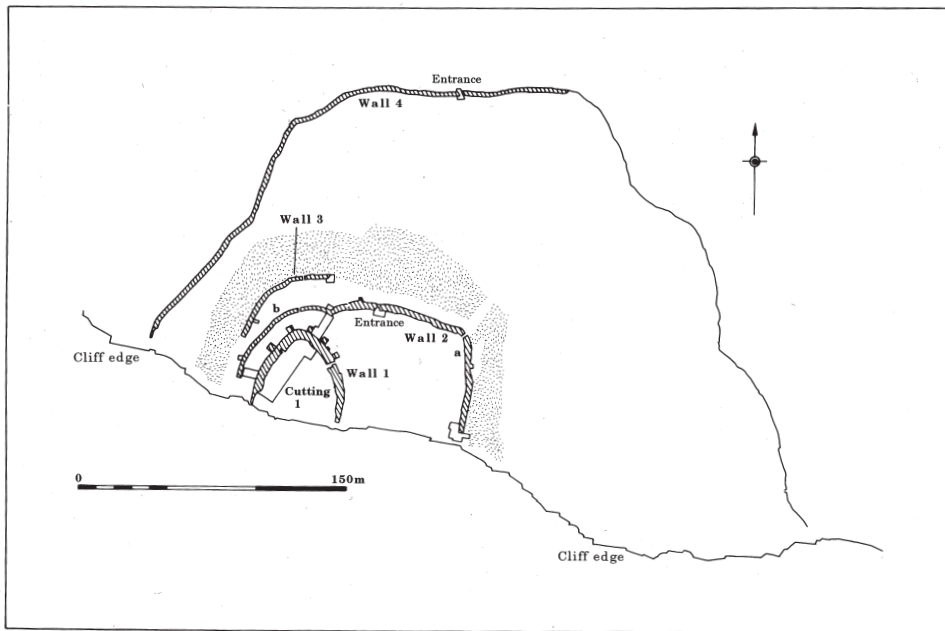 Entrance
Wall 4
Wall 3
b
Entrance
Wall 2
a
Cliff edge
Wall 1
Cutting
1
0
150m
Cliff edge